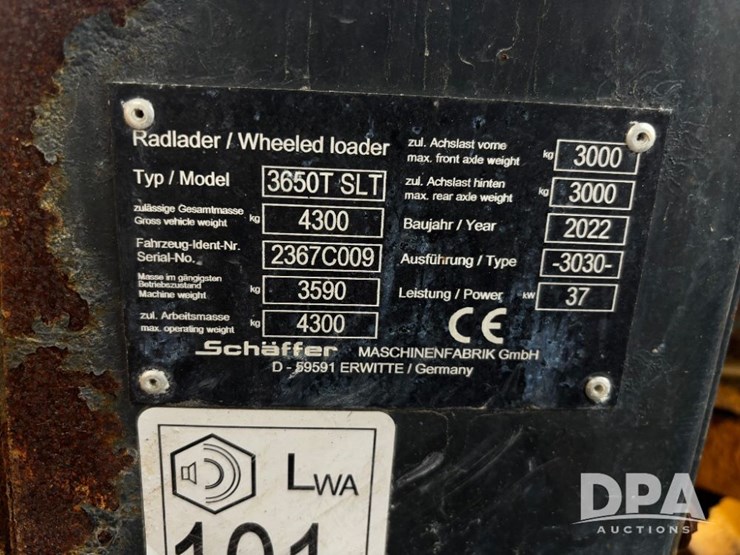 Radlader / Wheeled loader
Typ / Model 3650T SLT
zulässige Gesamtmasse
Gross vehicle weight kg 4300
Fahrzeug-Ident-Nr.
Serial-No. 2367C009
Masse im gängigsten
Betriebszustand
Machine weight kg 3590
zul. Arbeitsmasse
max. operating weight kg 4300
zul. Achslast vorne
max. front axle weight kg 3000
zul. Achslast hinten
max. rear axle weight kg 3000
Baujahr / Year 2022
Ausführung / Type -3030-
Leistung / Power kW 37
CE
Schäffer MASCHINENFABRIK GmbH
D - 59591 ERWITTE / Germany
LWA
101
DPA
AUCTIONS